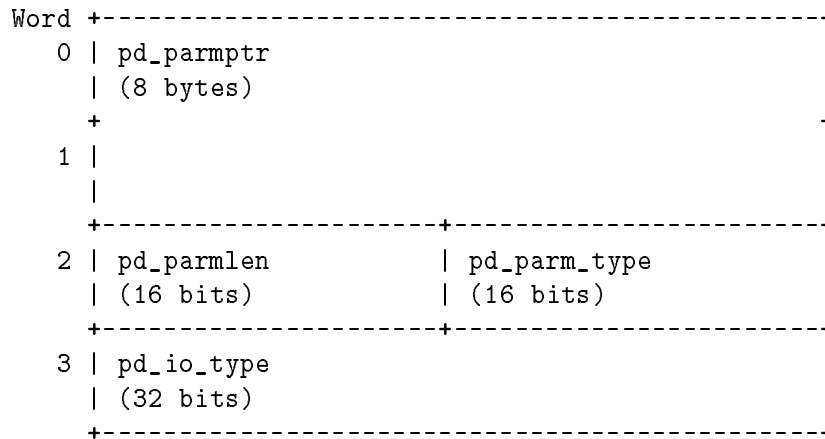 Word +-----------------------------------------------
0 | pd_parmptr
| (8 bytes)
+ -
1 |
|
+----------------------+------------------------
2 | pd_parmlen | pd_parm_type
| (16 bits) | (16 bits)
+----------------------+------------------------
3 | pd_io_type
| (32 bits)
+-----------------------------------------------